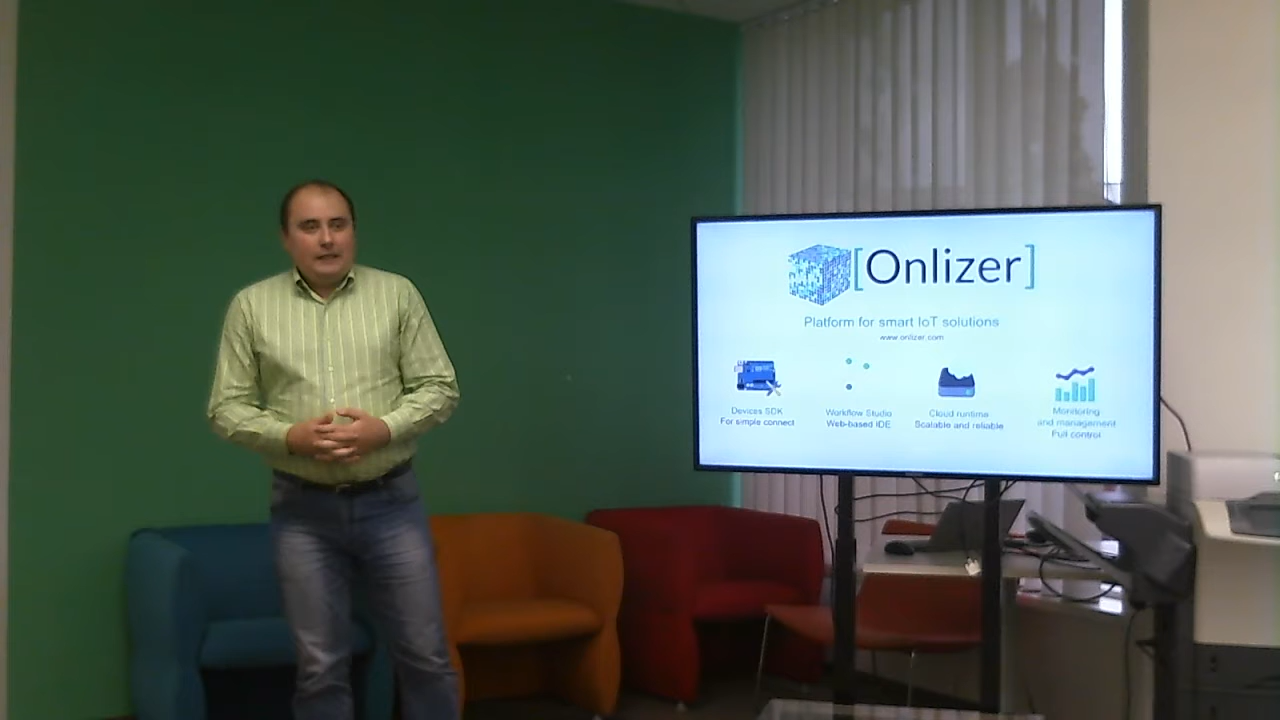 [Onlizer]
Platform for smart IoT solutions
www.onlizer.com
Devices SDK
For simple connect
Workflow Studio
Web-based IDE
Cloud runtime
Scalable and reliable
Monitoring
and management
Full control